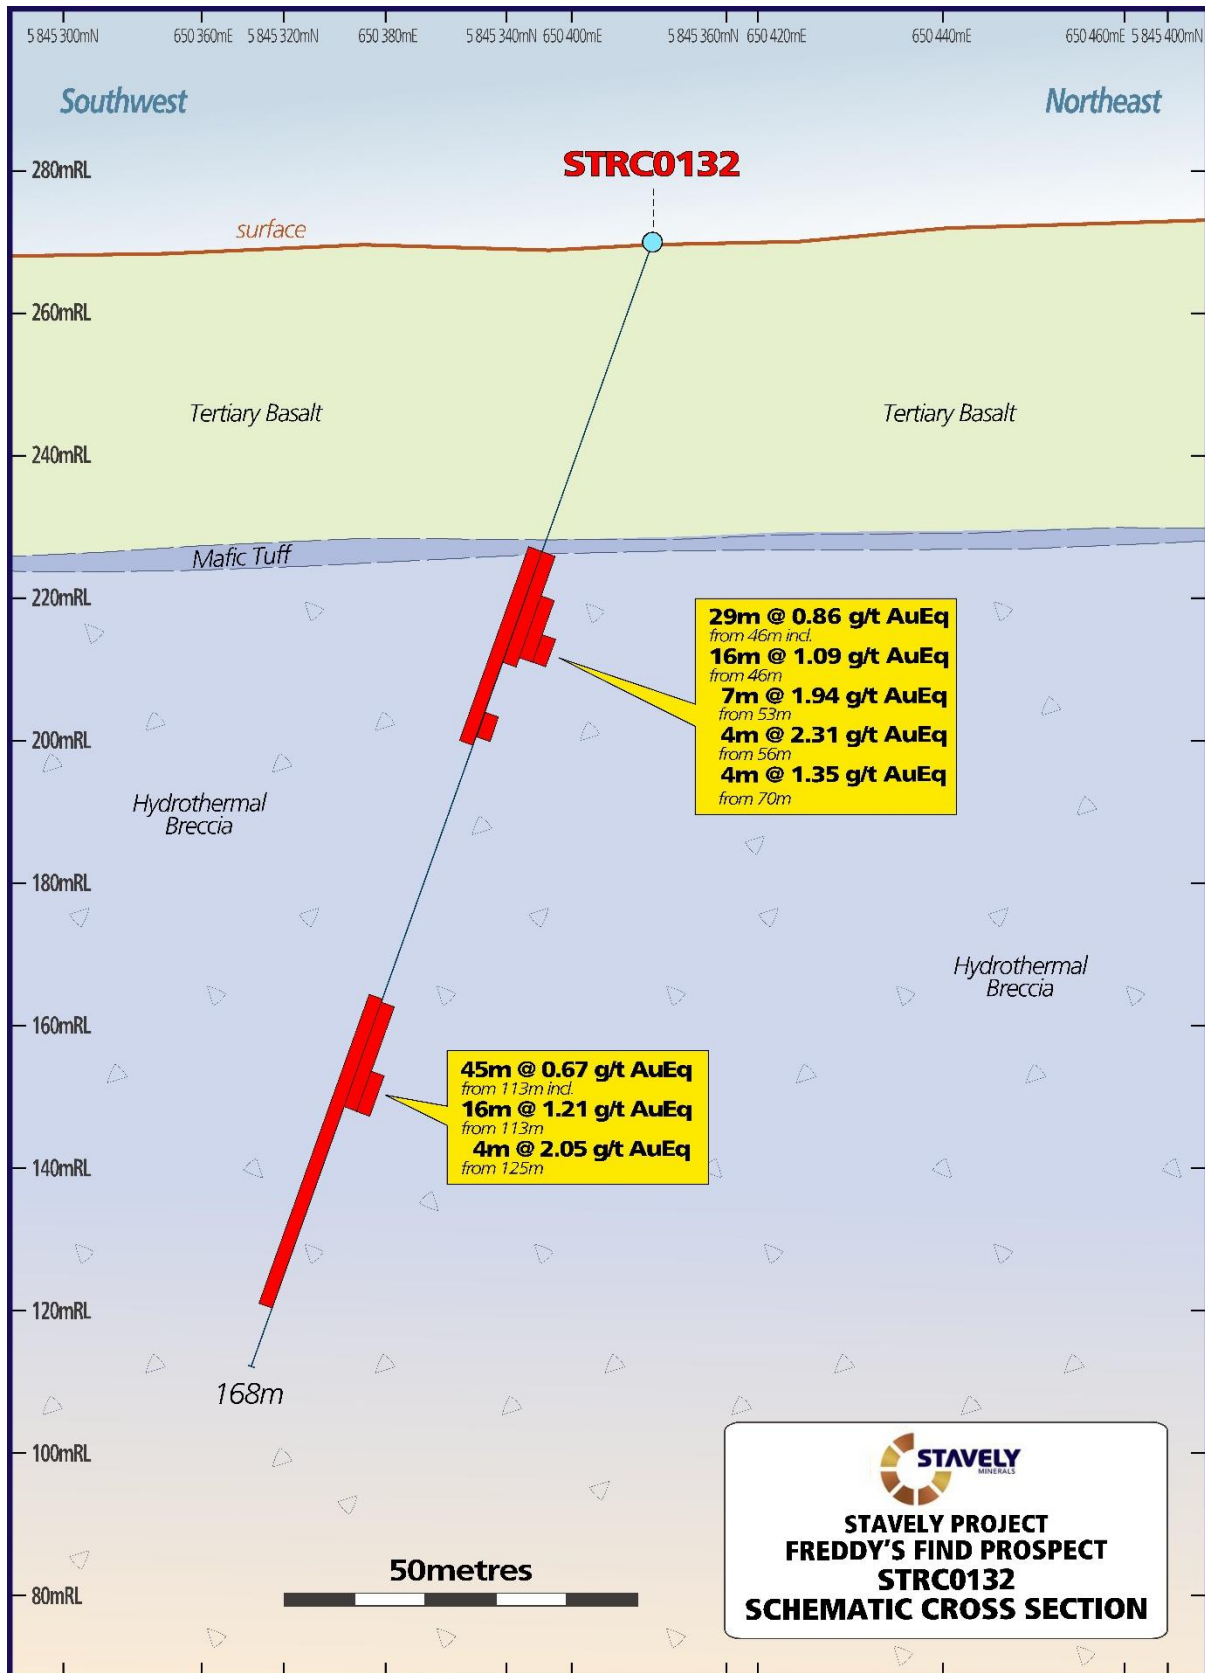 5 845 300mN 650 360mE 5 845 320mN 650 380mE 5 845 340mN 650 400mE 5 845 360mN 650 420mE 650 440mE 650 460mE 5 845 400mN
Southwest Northeast
STRC0132
280mRL
surface
260mRL
Tertiary Basalt Tertiary Basalt
240mRL
Mafic Tuff
220mRL
29m @ 0.86 g/t AuEq
from 46m incl.
16m @ 1.09 g/t AuEq
from 46m
7m @ 1.94 g/t AuEq
from 53m
4m @ 2.31 g/t AuEq
from 56m
4m @ 1.35 g/t AuEq
from 70m
200mRL
Hydrothermal
Breccia
180mRL
Hydrothermal
Breccia
160mRL
45m @ 0.67 g/t AuEq
from 113m incl.
16m @ 1.21 g/t AuEq
from 113m
4m @ 2.05 g/t AuEq
from 125m
140mRL
120mRL
168m
100mRL
STAVELY
MINERALS
STAVELY PROJECT
FREDDY'S FIND PROSPECT
STRC0132
SCHEMATIC CROSS SECTION
50metres
80mRL